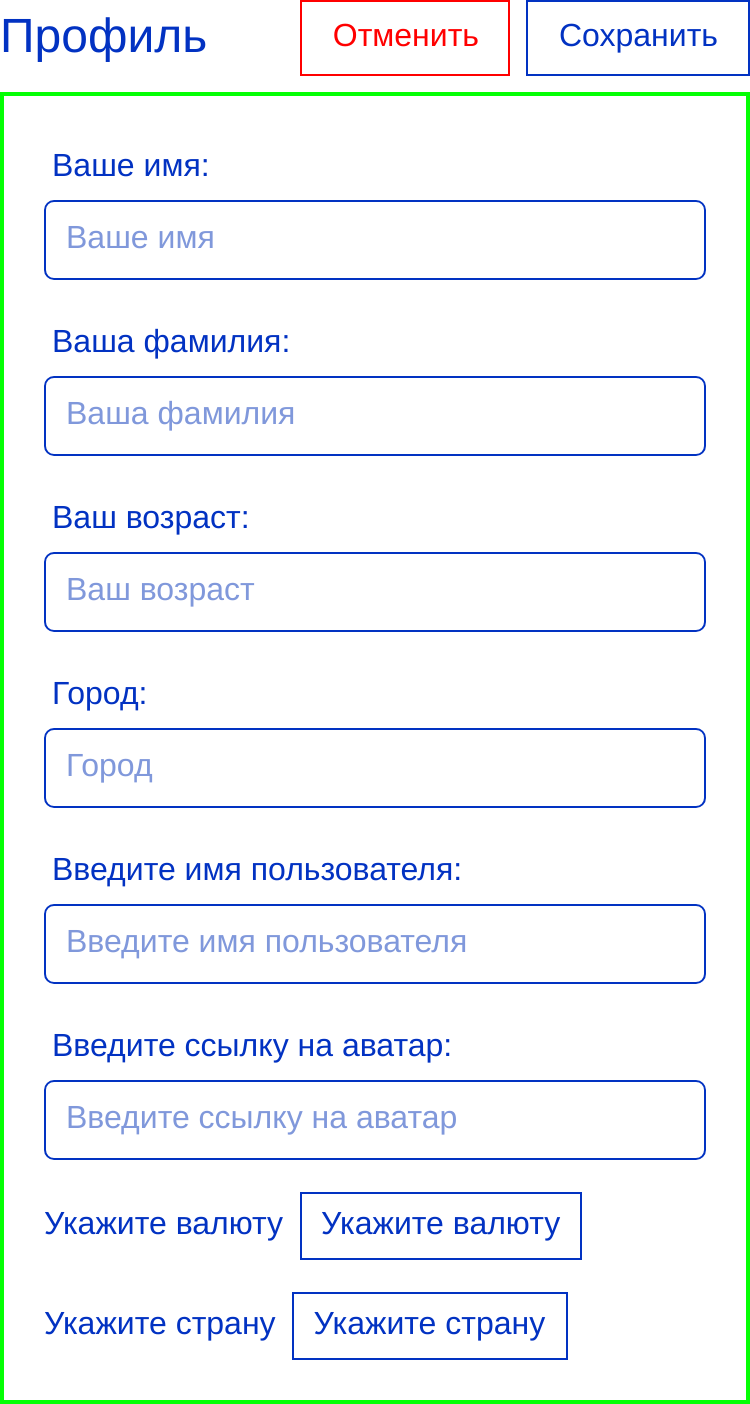 Профиль Отменить Сохранить
Ваше имя:
Ваше имя
Ваша фамилия:
Ваша фамилия
Ваш возраст:
Ваш возраст
Город:
Город
Введите имя пользователя:
Введите имя пользователя
Введите ссылку на аватар:
Введите ссылку на аватар
Укажите валюту Укажите валюту
Укажите страну Укажите страну